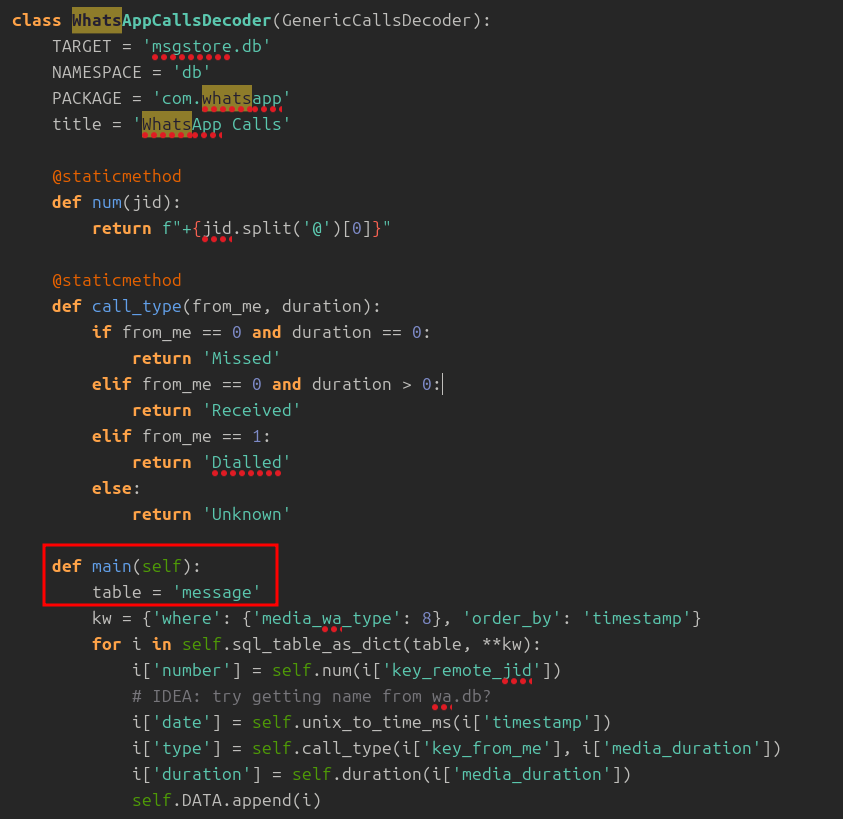 class WhatsAppCallsDecoder(GenericCallsDecoder):
    TARGET = 'msgstore.db'
    NAMESPACE = 'db'
    PACKAGE = 'com.whatsapp'
    title = 'WhatsApp Calls'

    @staticmethod
    def num(jid):
        return f"+{jid.split('@')[0]}"

    @staticmethod
    def call_type(from_me, duration):
        if from_me == 0 and duration == 0:
            return 'Missed'
        elif from_me == 0 and duration > 0:
            return 'Received'
        elif from_me == 1:
            return 'Dialled'
        else:
            return 'Unknown'

    def main(self):
        table = 'message'
        kw = {'where': {'media_wa_type': 8}, 'order_by': 'timestamp'}
        for i in self.sql_table_as_dict(table, **kw):
            i['number'] = self.num(i['key_remote_jid'])
            # IDEA: try getting name from wa.db?
            i['date'] = self.unix_to_time_ms(i['timestamp'])
            i['type'] = self.call_type(i['key_from_me'], i['media_duration'])
            i['duration'] = self.duration(i['media_duration'])
            self.DATA.append(i)